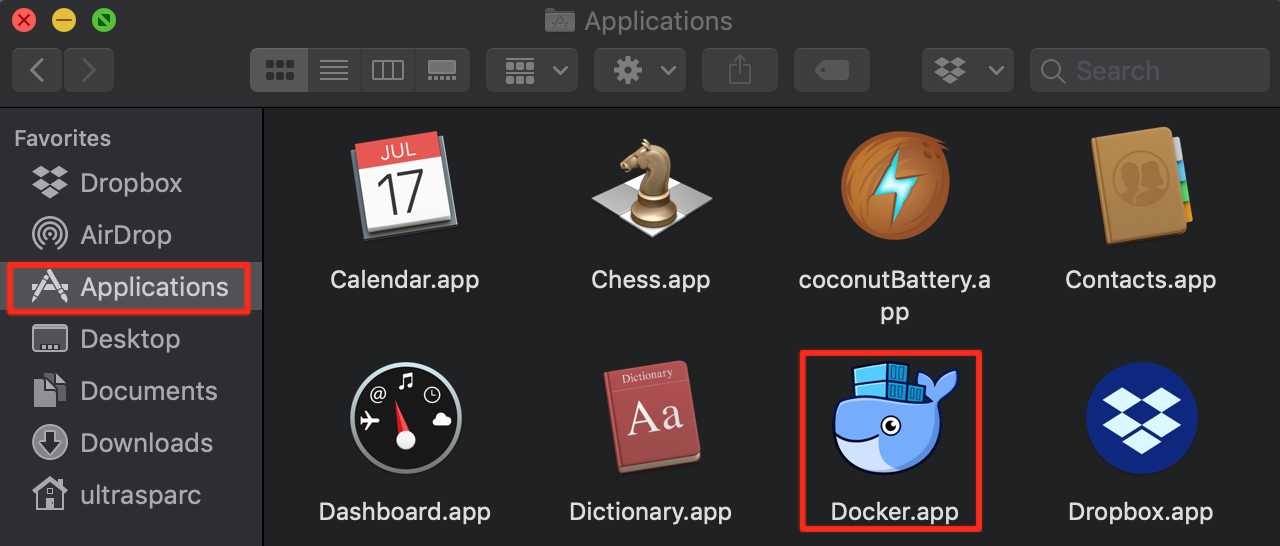 Applications
Search
Favorites
Dropbox
AirDrop
Applications
Desktop
Documents
Downloads
ultrasparc
JUL
17
Calendar.app
Chess.app
coconutBattery.a
pp
Contacts.app
@
Dashboard.app
Dictionary
Aa
Dictionary.app
Docker.app
Dropbox.app